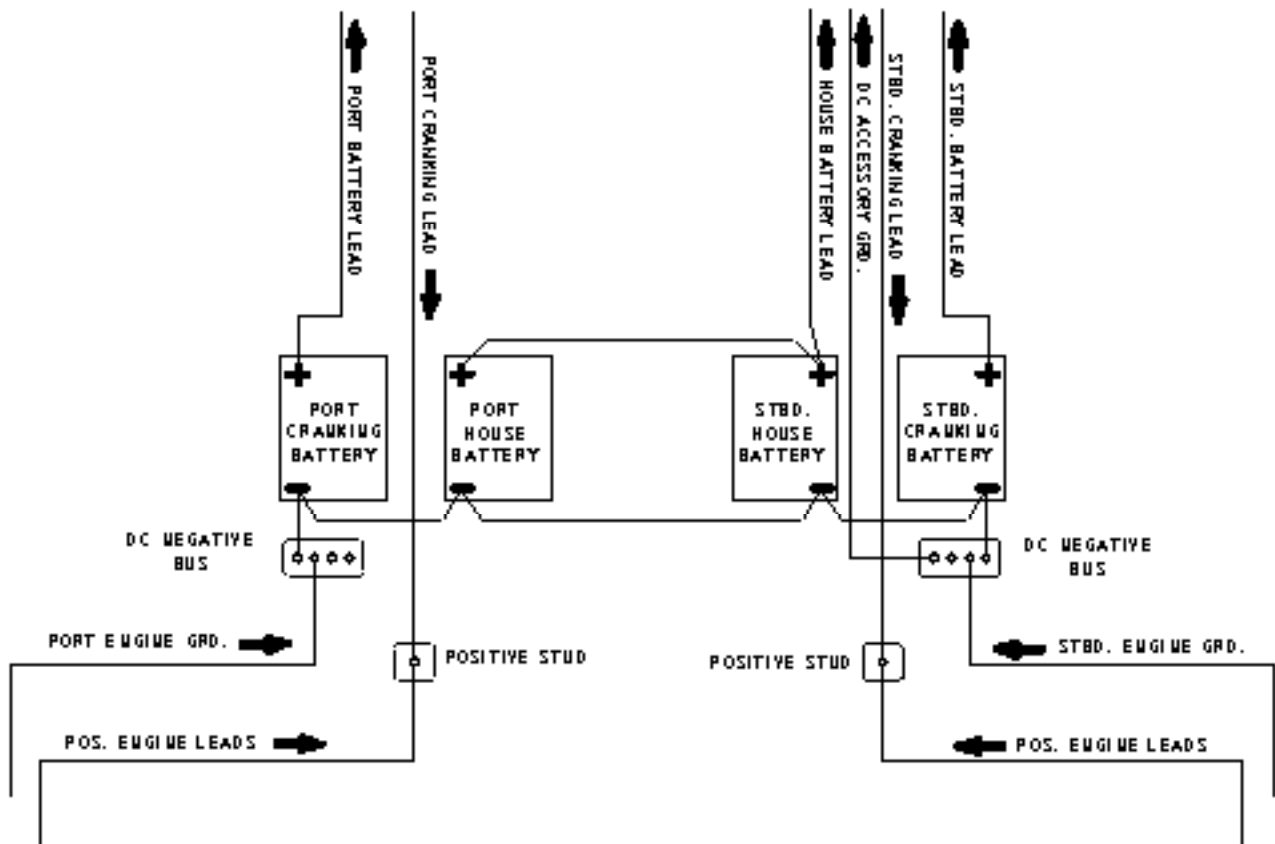 PORT BATTERY LEAD
PORT CRANKING LEAD
HOUSE BATTERY LEAD
DC ACCESSORY GRD.
STBD. CRANKING LEAD
STBD. BATTERY LEAD
PORT
CRANKING
BATTERY
PORT
HOUSE
BATTERY
STBD.
HOUSE
BATTERY
STBD.
CRANKING
BATTERY
DC NEGATIVE
BUS
DC NEGATIVE
BUS
PORT ENGINE GRD.
POSITIVE STUD
POSITIVE STUD
STBD. ENGINE GRD.
POS. ENGINE LEADS
POS. ENGINE LEADS